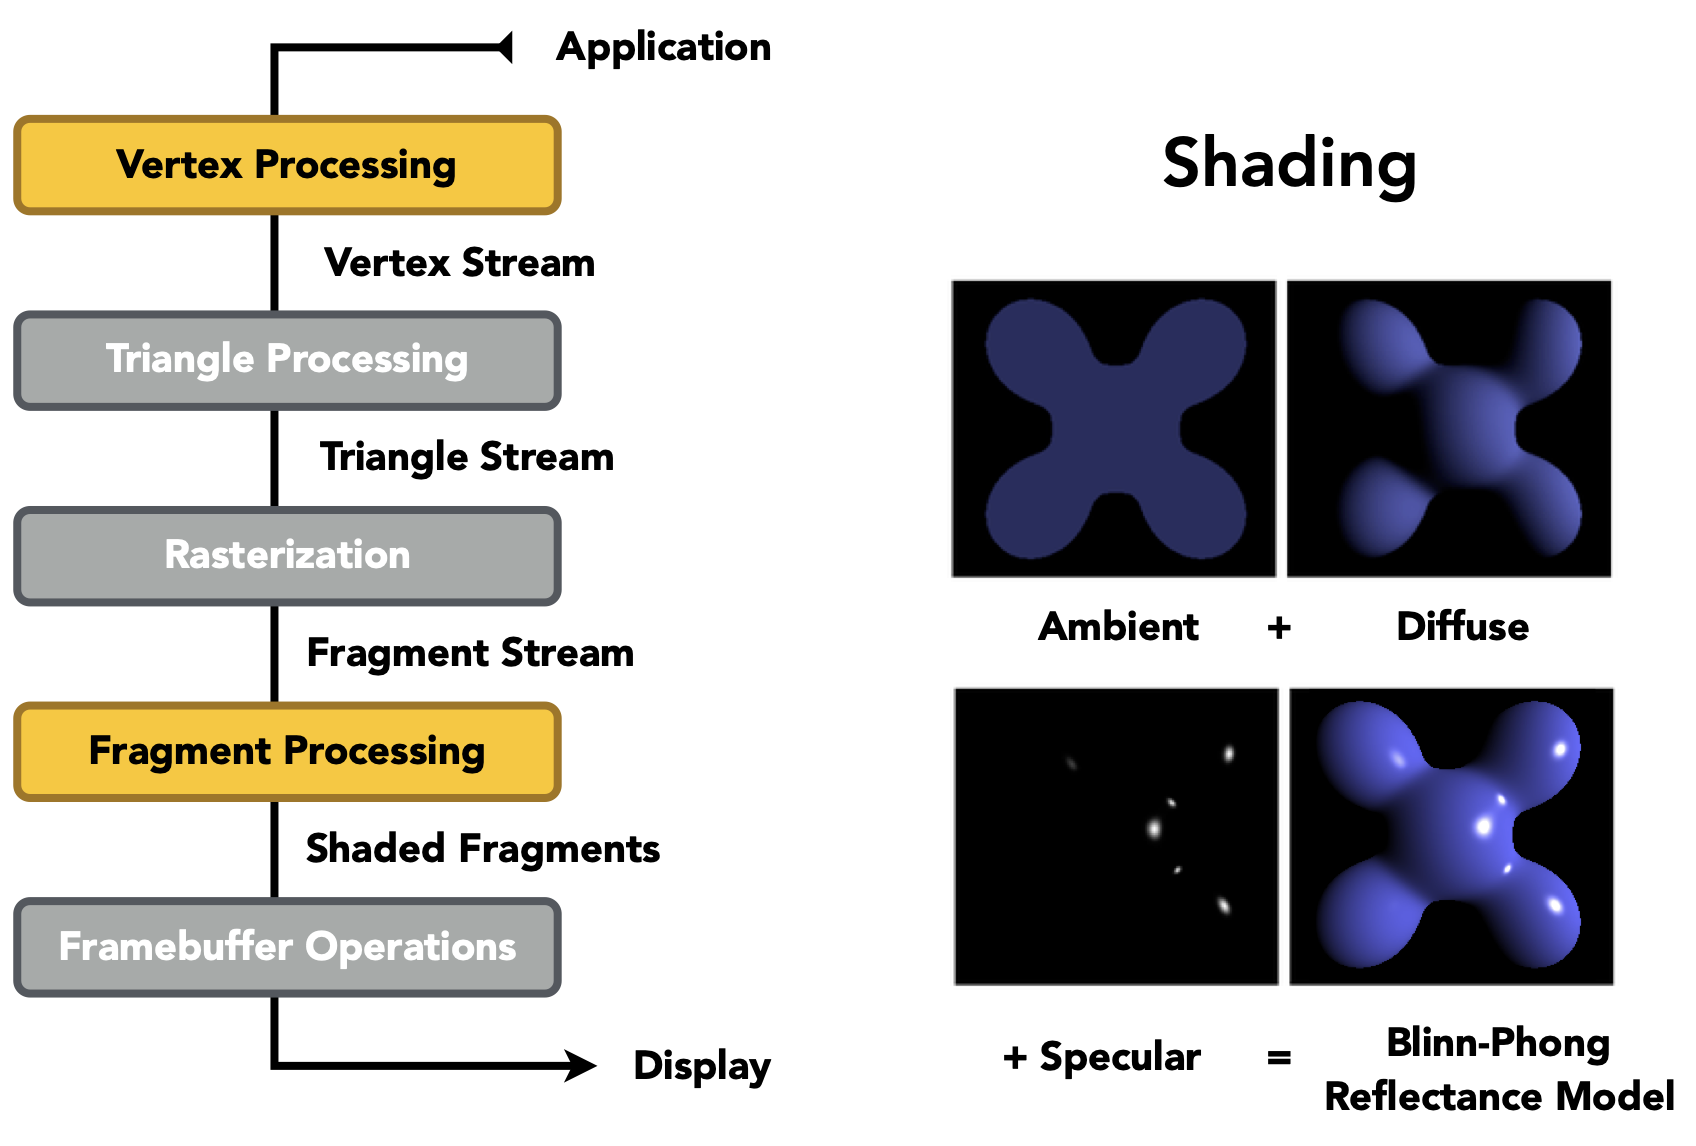 Application
Vertex Processing
Vertex Stream
Triangle Processing
Triangle Stream
Rasterization
Fragment Stream
Fragment Processing
Shaded Fragments
Framebuffer Operations
Display
Shading
Ambient + Diffuse
+ Specular = Blinn-Phong
Reflectance Model